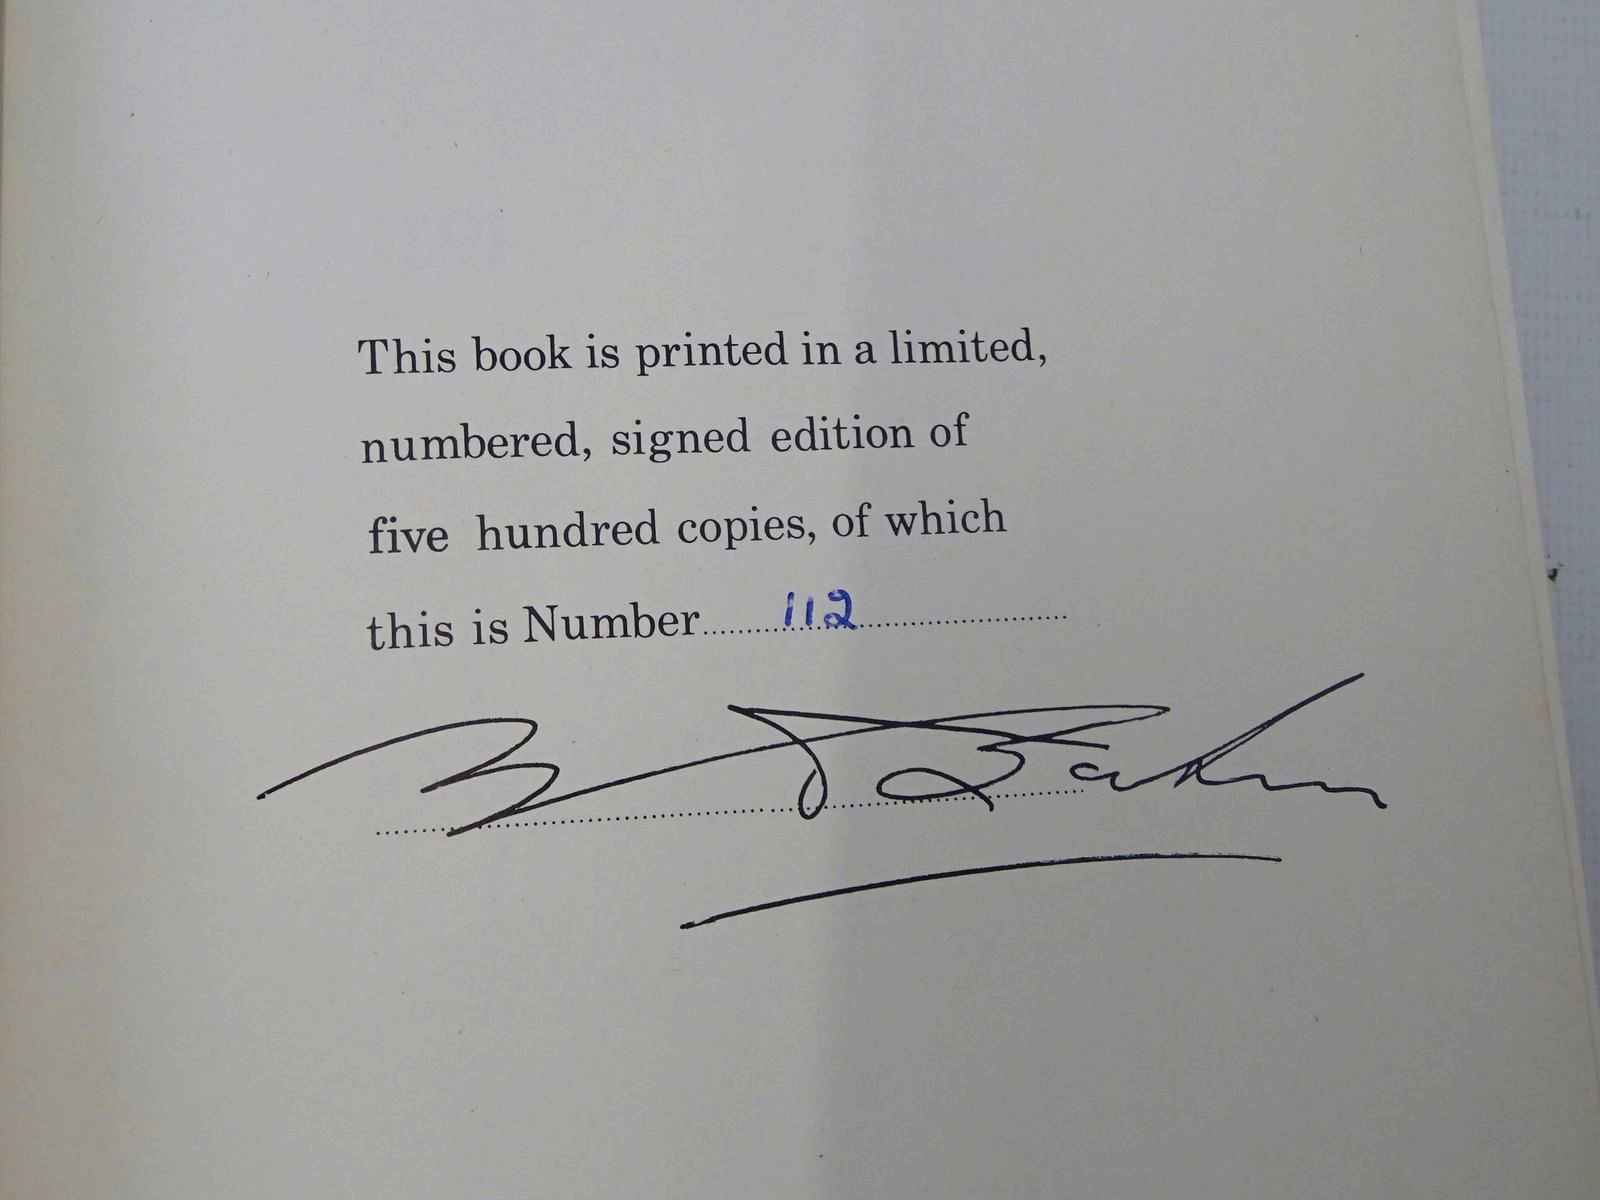 This book is printed in a limited,
numbered, signed edition of
five hundred copies, of which
this is Number 112